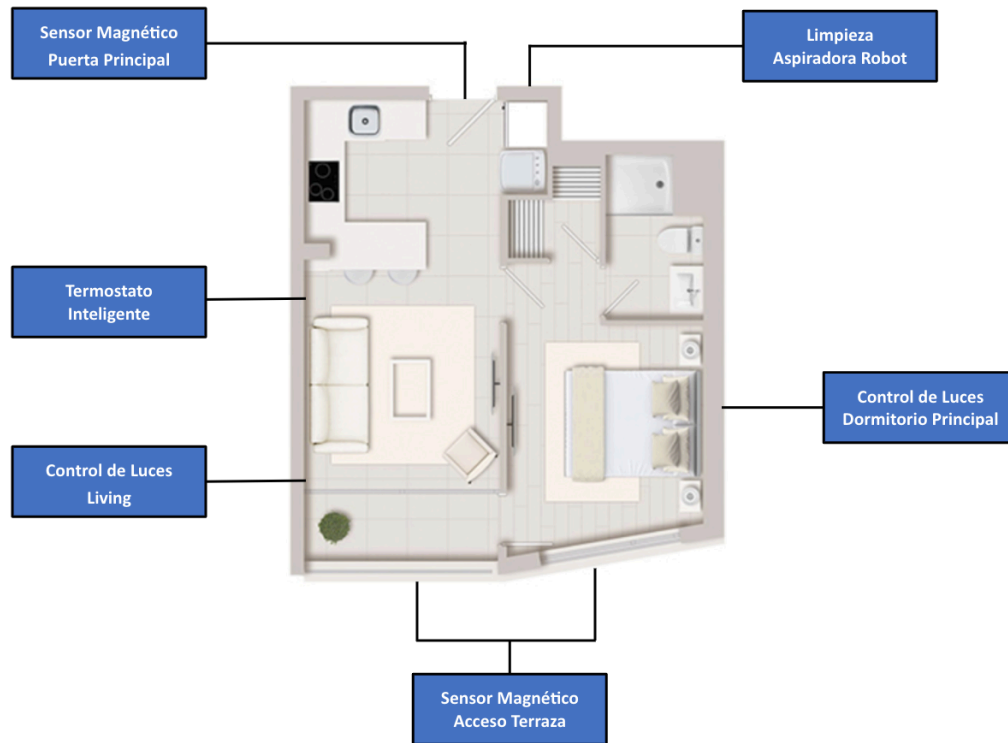 Sensor Magnético
Puerta Principal
Limpieza
Aspiradora Robot
Termostato
Inteligente
Control de Luces
Dormitorio Principal
Control de Luces
Living
Sensor Magnético
Acceso Terraza